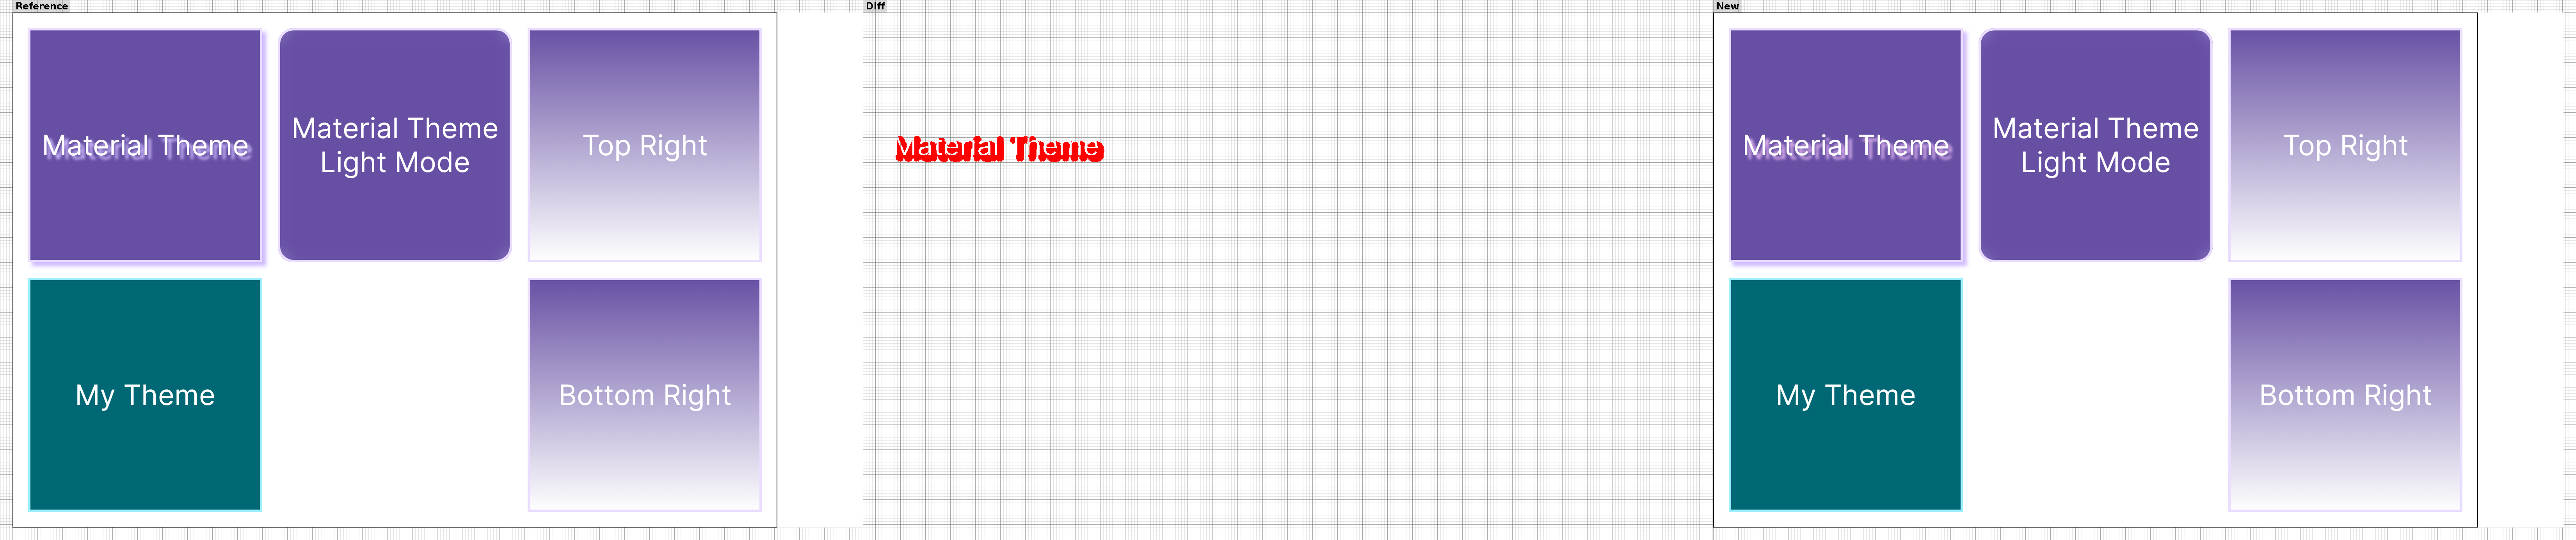 Reference
Diff
New
Material Theme
Material Theme
Light Mode
Top Right
My Theme
Bottom Right
Material Theme
Material Theme
Material Theme
Light Mode
Top Right
My Theme
Bottom Right